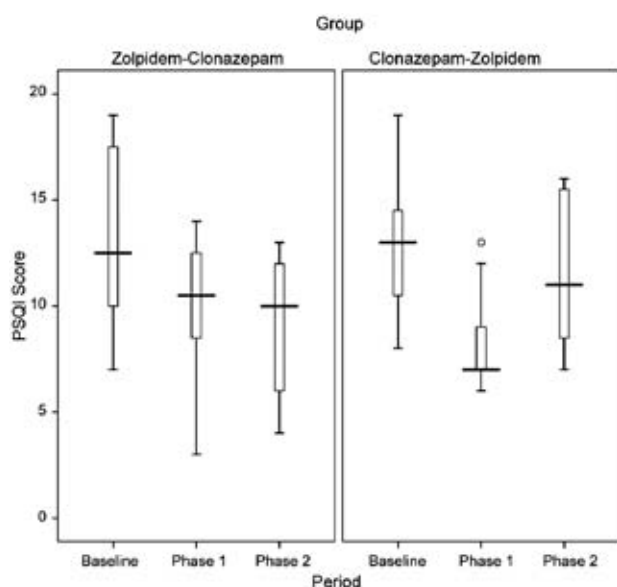 Group
Zolpidem-Clonazepam Clonazepam-Zolpidem
20
15
10
5
0
PSQI Score
Baseline Phase 1 Phase 2 Baseline Phase 1 Phase 2
Period